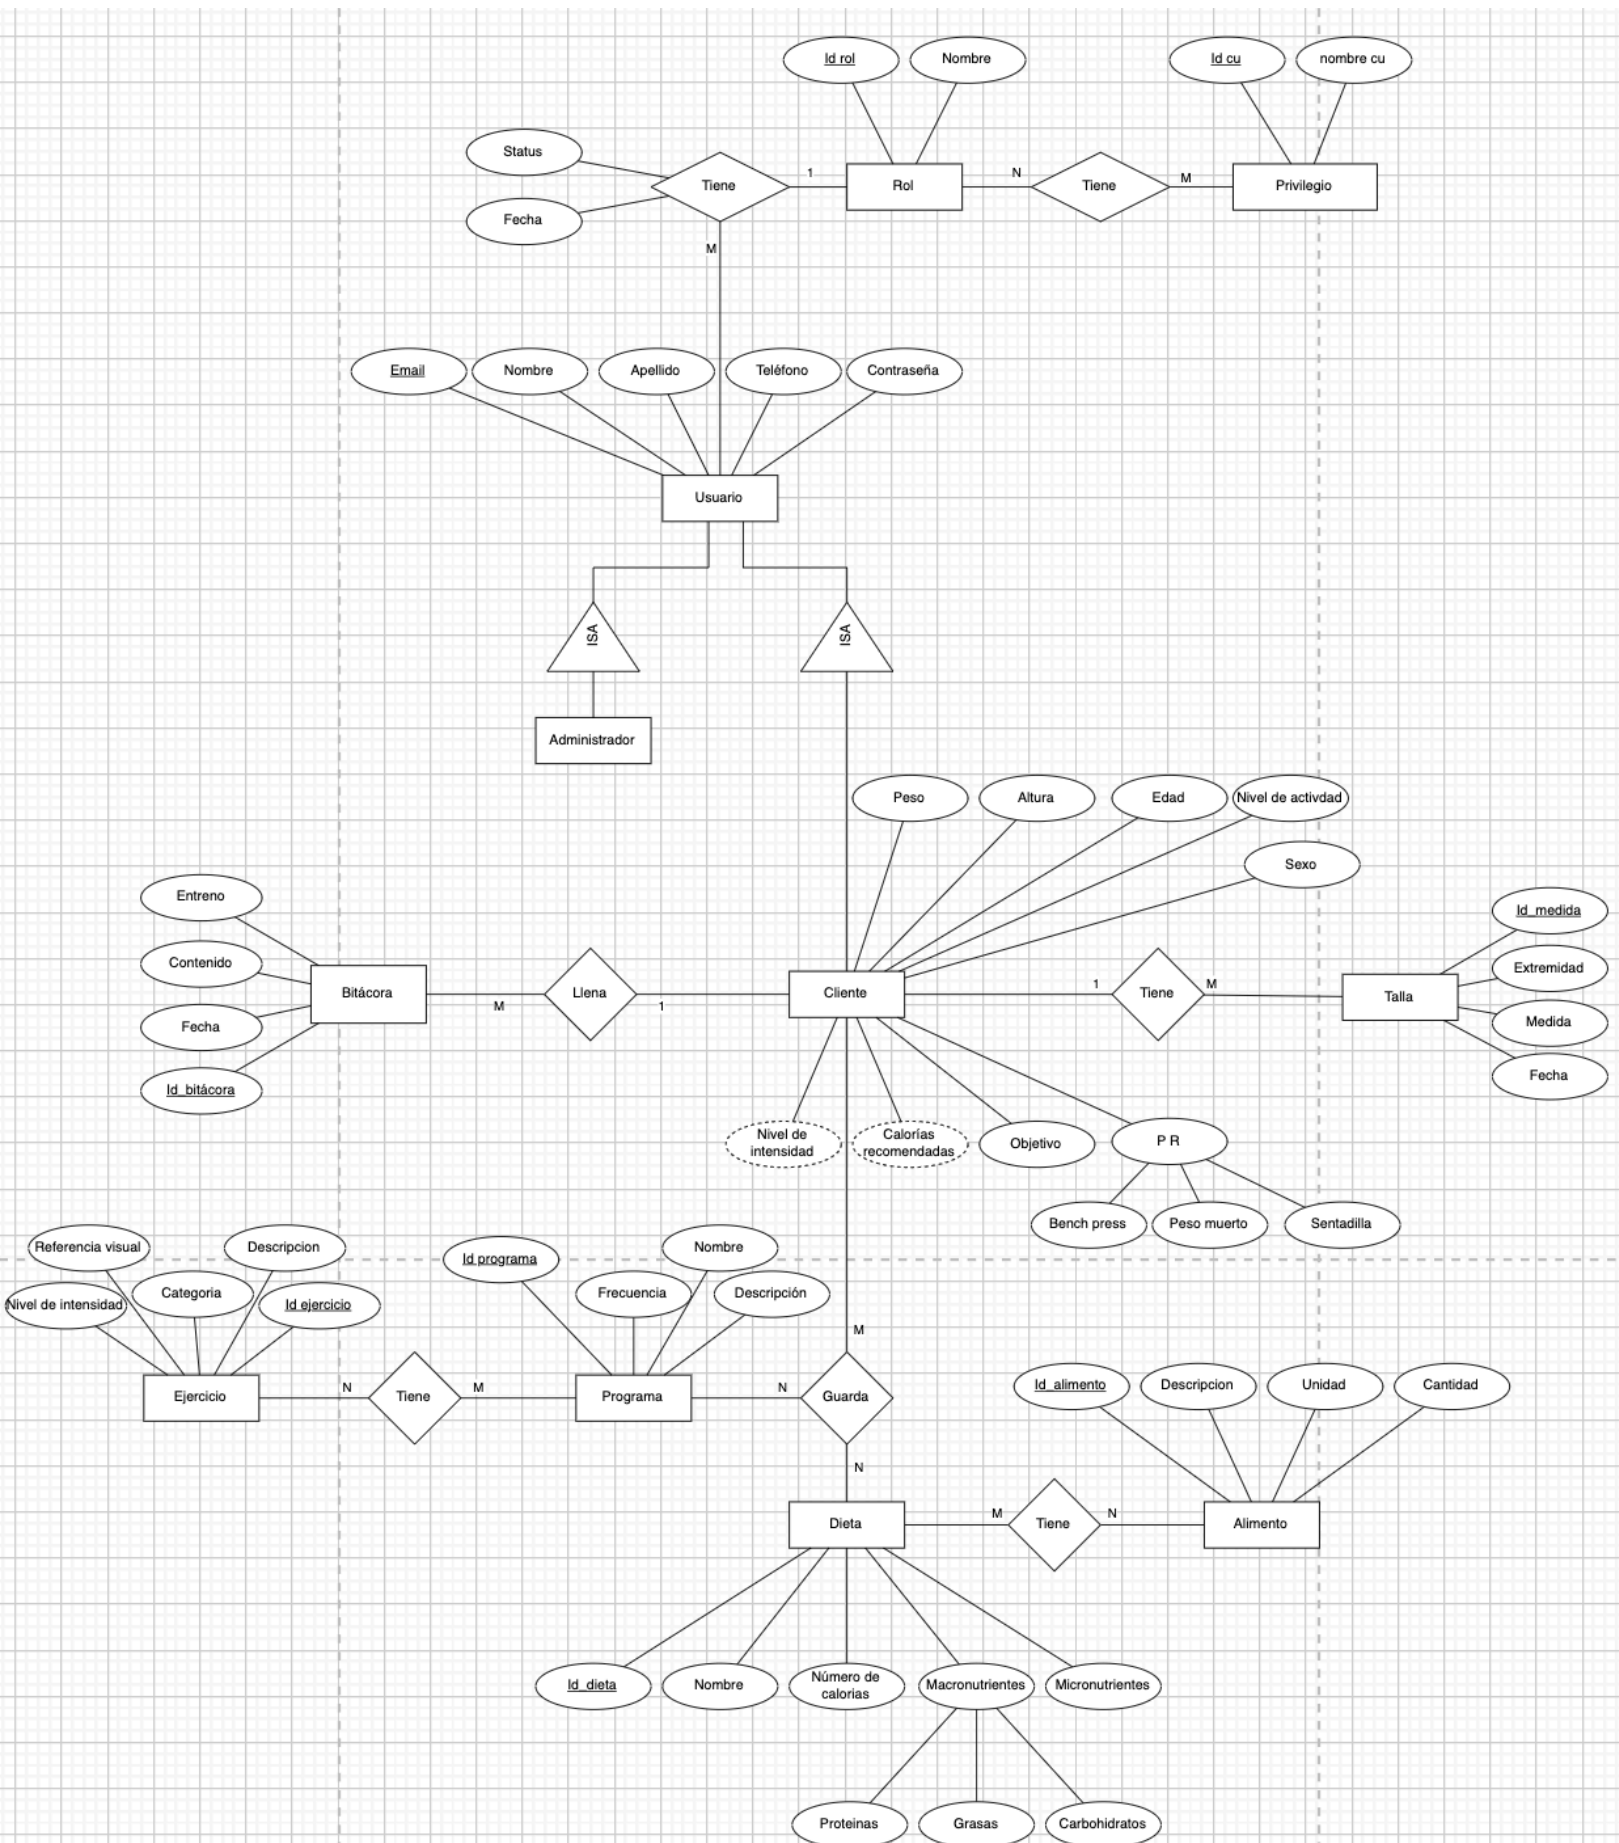 Id rol
Nombre
Id cu
nombre cu
Status
Fecha
Tiene
1
Rol
N
Tiene
M
Privilegio
M
Email
Nombre
Apellido
Teléfono
Contraseña
Usuario
ISA
ISA
Administrador
Peso
Altura
Edad
Nivel de activdad
Sexo
Entreno
Contenido
Fecha
Id_bitácora
Bitácora
M
Llena
1
Cliente
1
Tiene
M
Talla
Id_medida
Extremidad
Medida
Fecha
Nivel de
intensidad
Calorías
recomendadas
Objetivo
P R
Bench press
Peso muerto
Sentadilla
Referencia visual
Descripcion
Nivel de intensidad
Categoria
Id ejercicio
Id programa
Nombre
Frecuencia
Descripción
M
Ejercicio
N
Tiene
M
Programa
N
Guarda
N
Id_alimento
Descripcion
Unidad
Cantidad
Dieta
M
Tiene
N
Alimento
Id_dieta
Nombre
Número de
calorias
Macronutrientes
Micronutrientes
Proteinas
Grasas
Carbohidratos